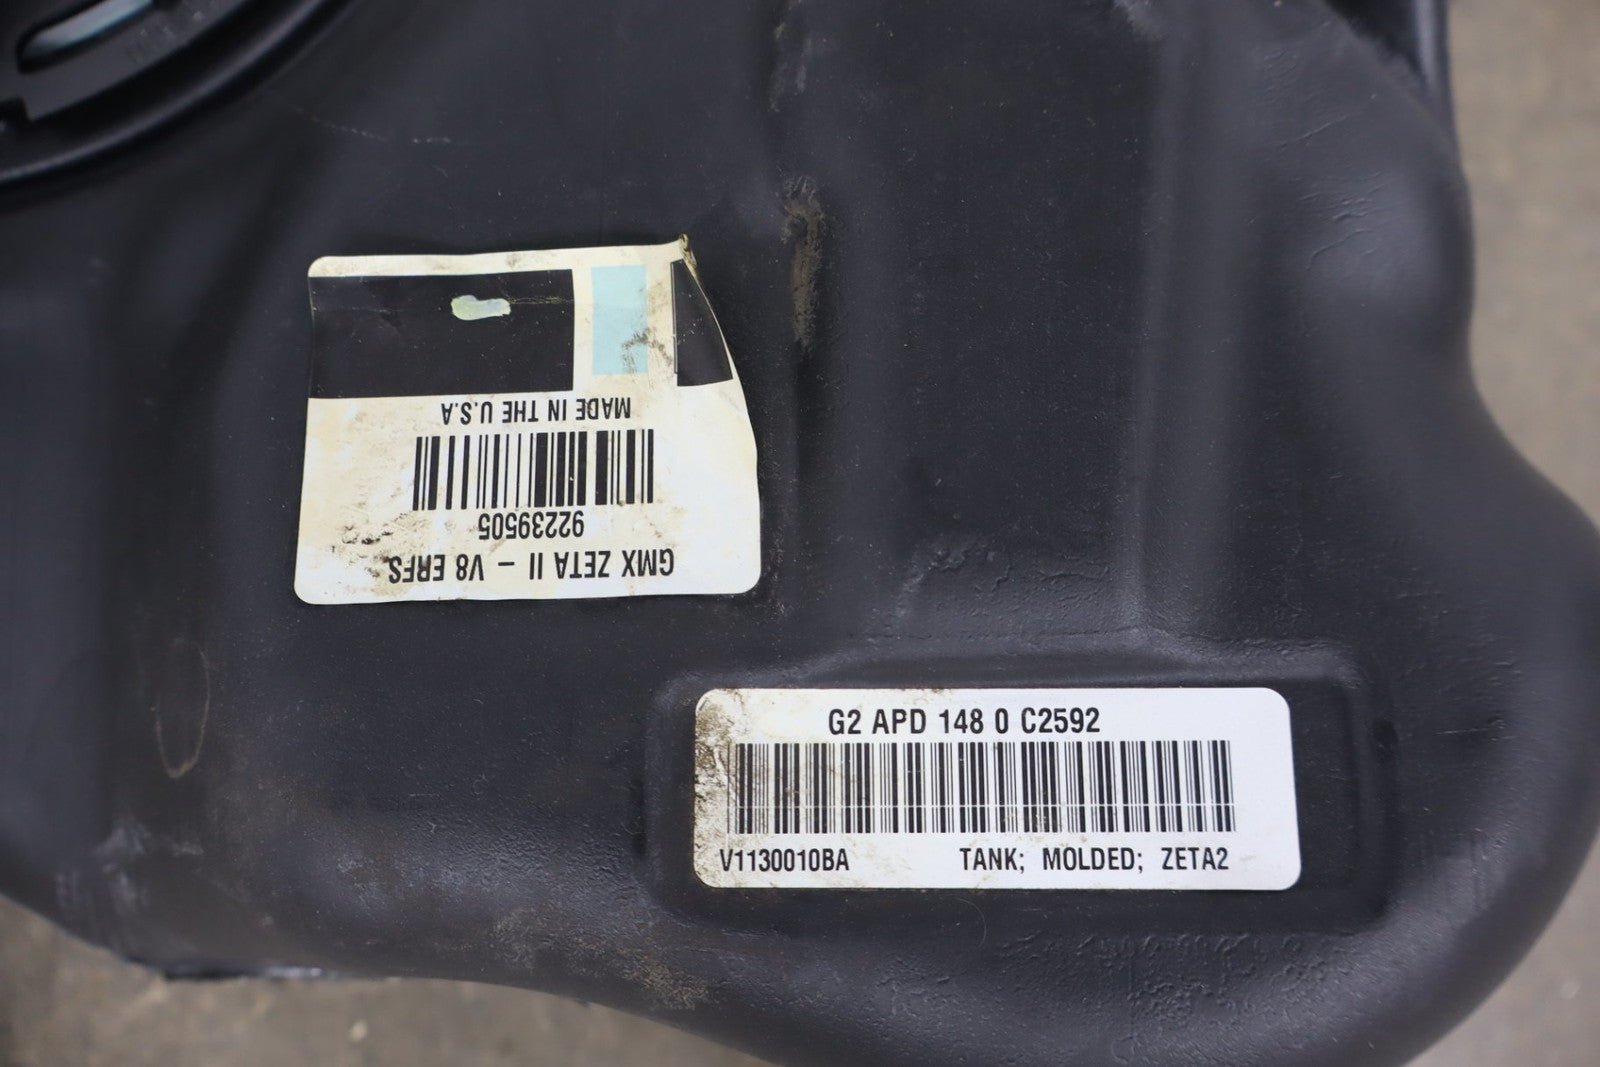 GMX ZETA II - V8 ERFS
92239505
MADE IN THE U.S.A
G2 APD 148 0 C2592
V1130010BA TANK; MOLDED; ZETA2